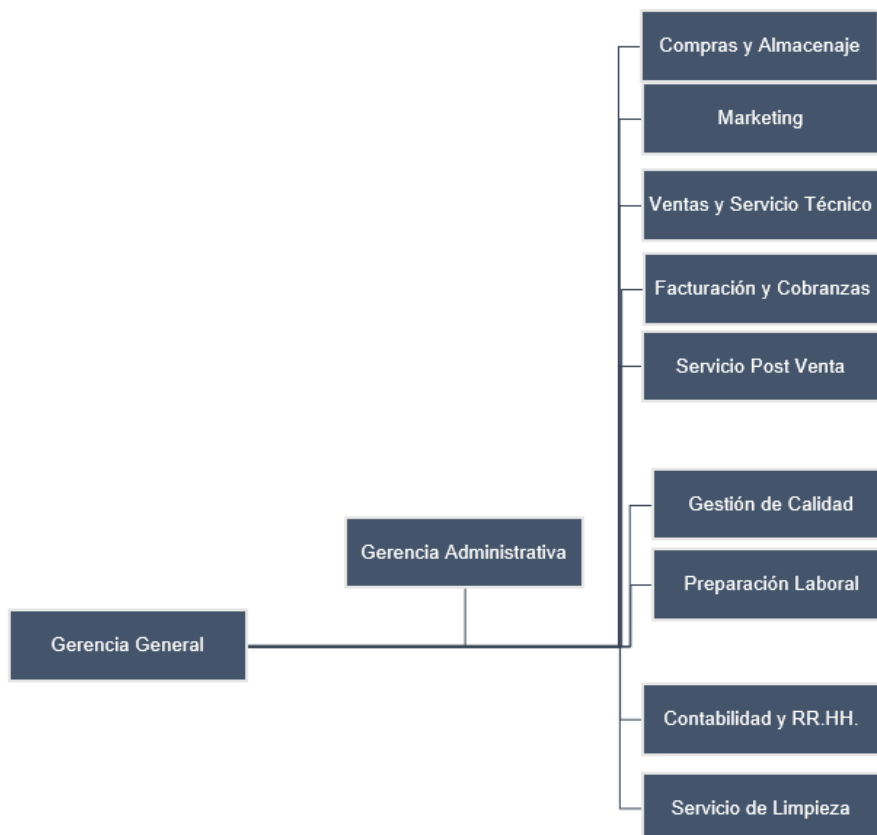 Compras y Almacenaje
Marketing
Ventas y Servicio Técnico
Facturación y Cobranzas
Servicio Post Venta
Gestión de Calidad
Gerencia Administrativa
Preparación Laboral
Gerencia General
Contabilidad y RR.HH.
Servicio de Limpieza